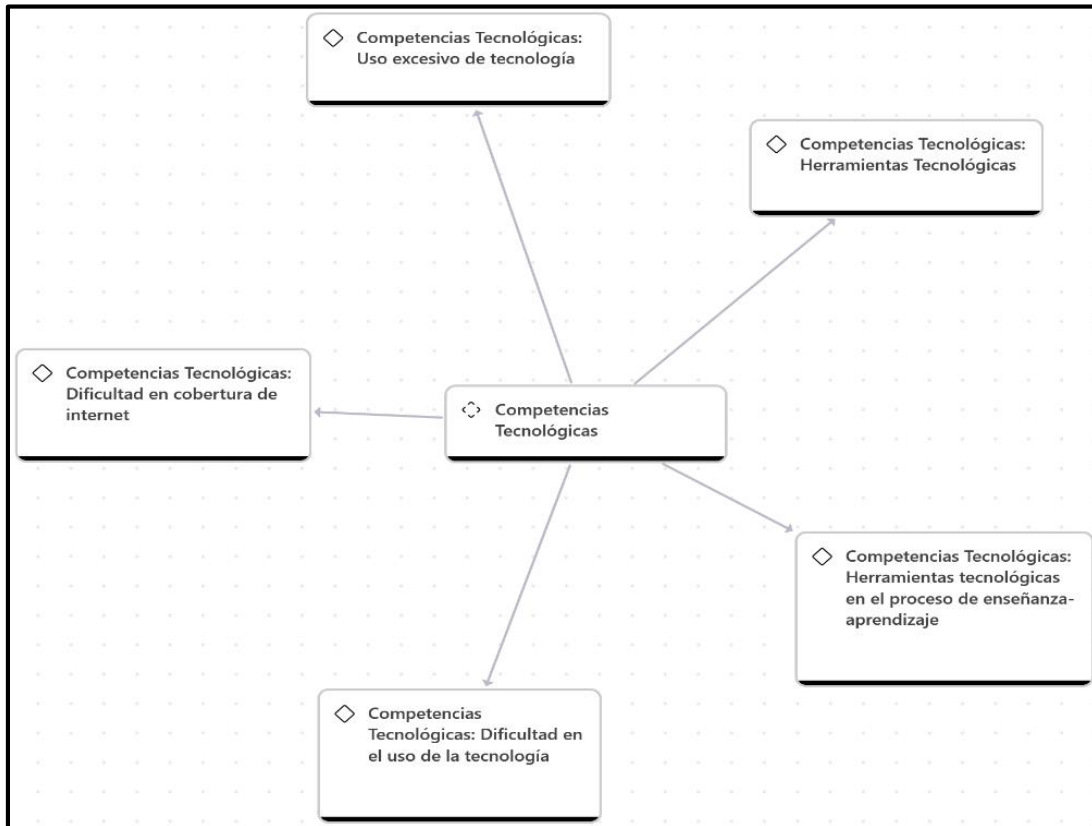 Competencias Tecnológicas:
Uso excesivo de tecnología
Competencias Tecnológicas:
Herramientas Tecnológicas
Competencias Tecnológicas:
Dificultad en cobertura de
internet
Competencias
Tecnológicas
Competencias Tecnológicas:
Herramientas tecnológicas
en el proceso de enseñanza-
aprendizaje
Competencias
Tecnológicas: Dificultad en
el uso de la tecnología